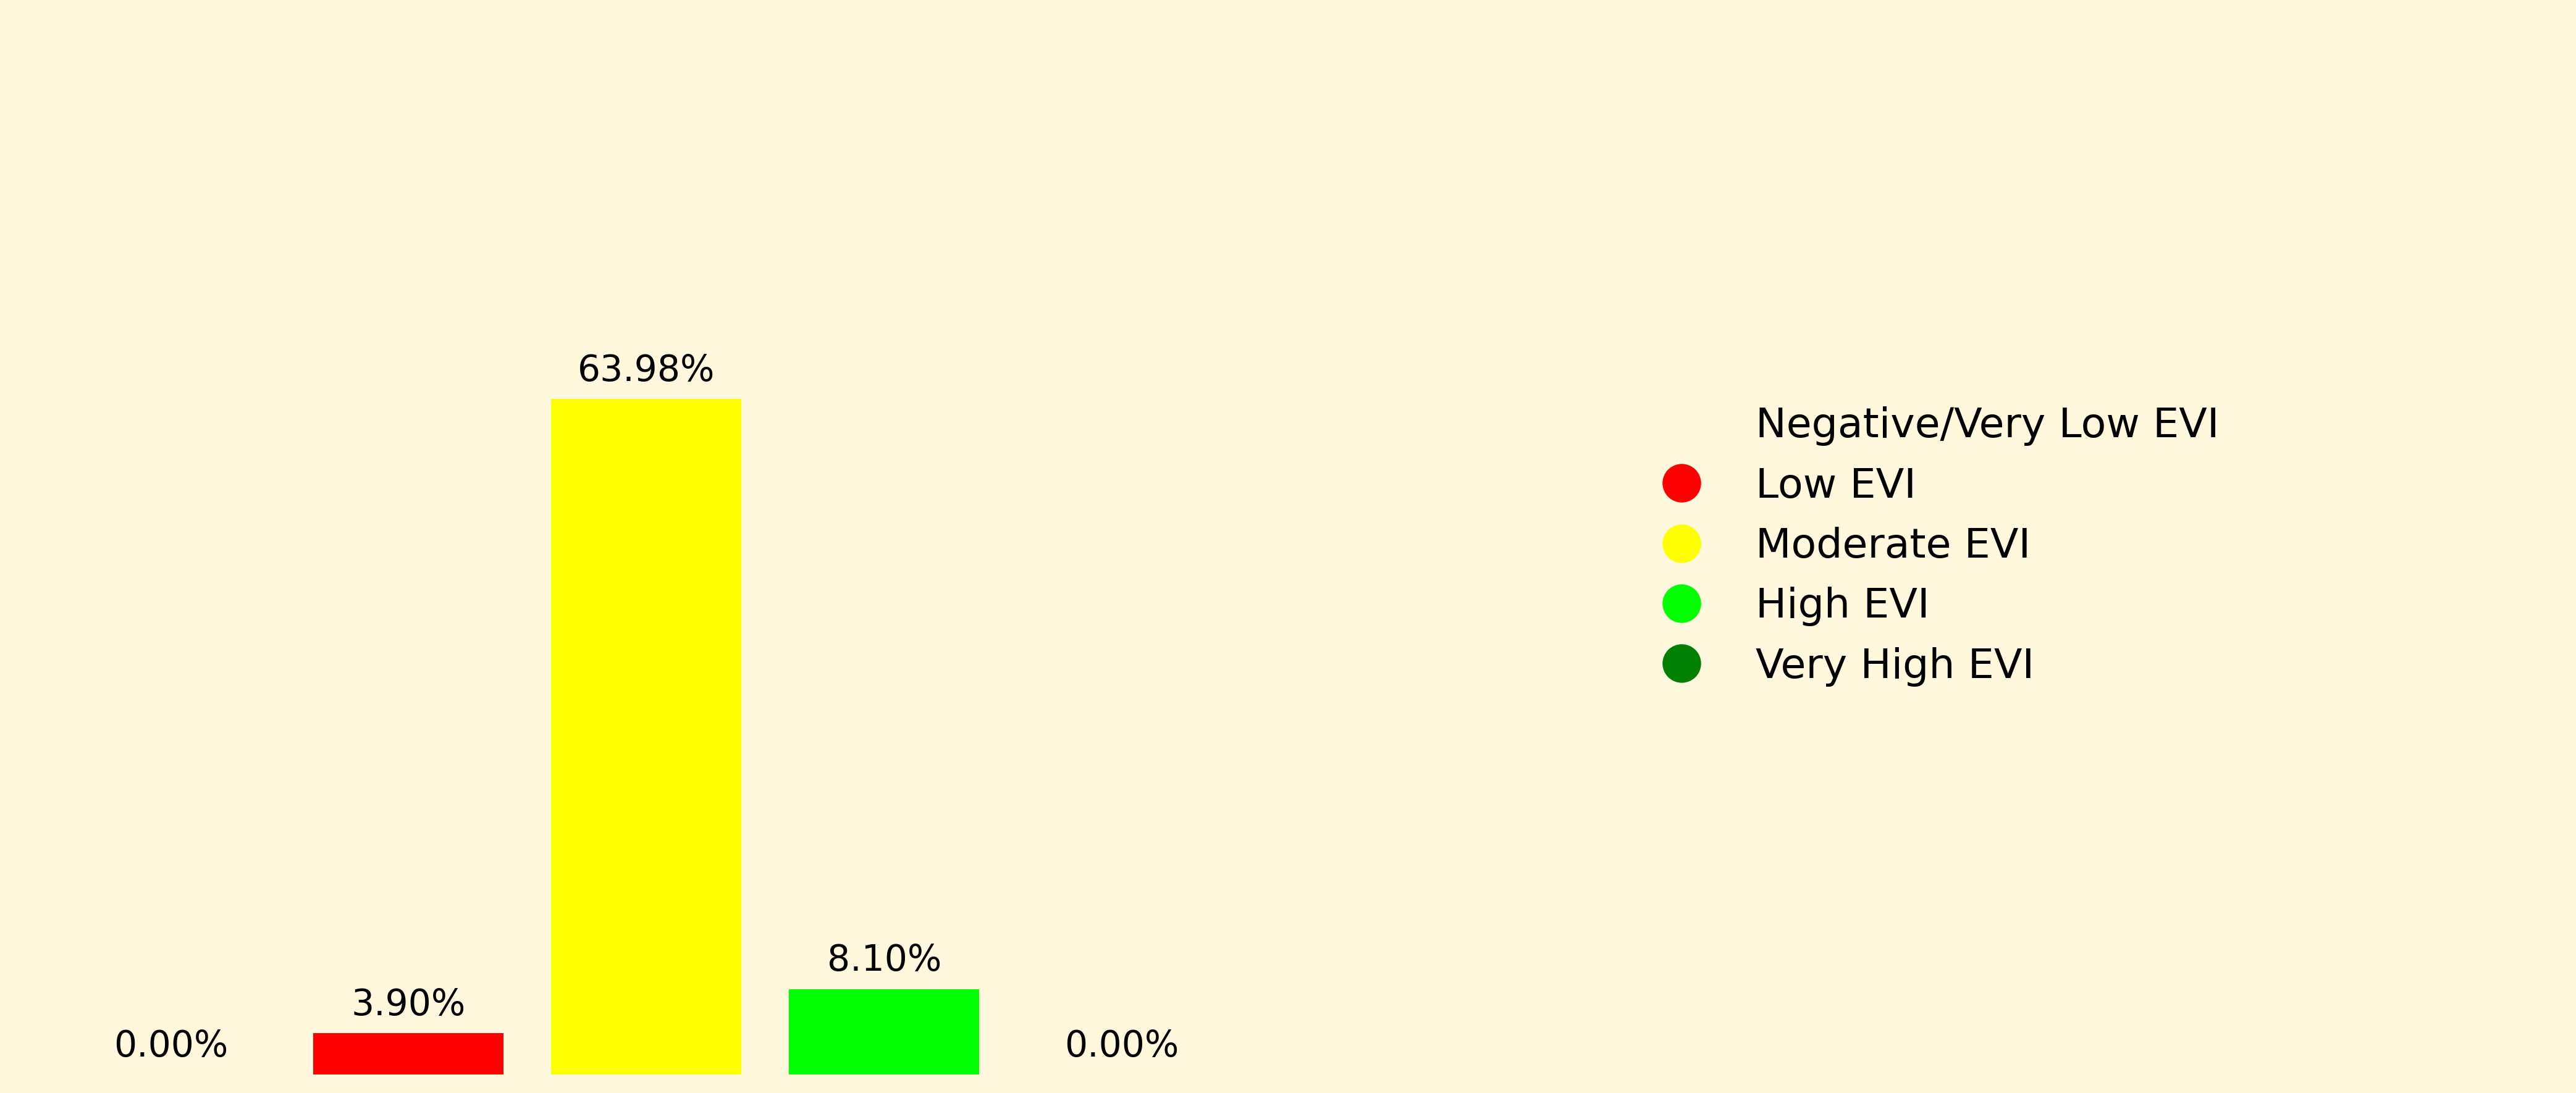 63.98%
8.10%
3.90%
0.00%
0.00%
Negative/Very Low EVI
Low EVI
Moderate EVI
High EVI
Very High EVI